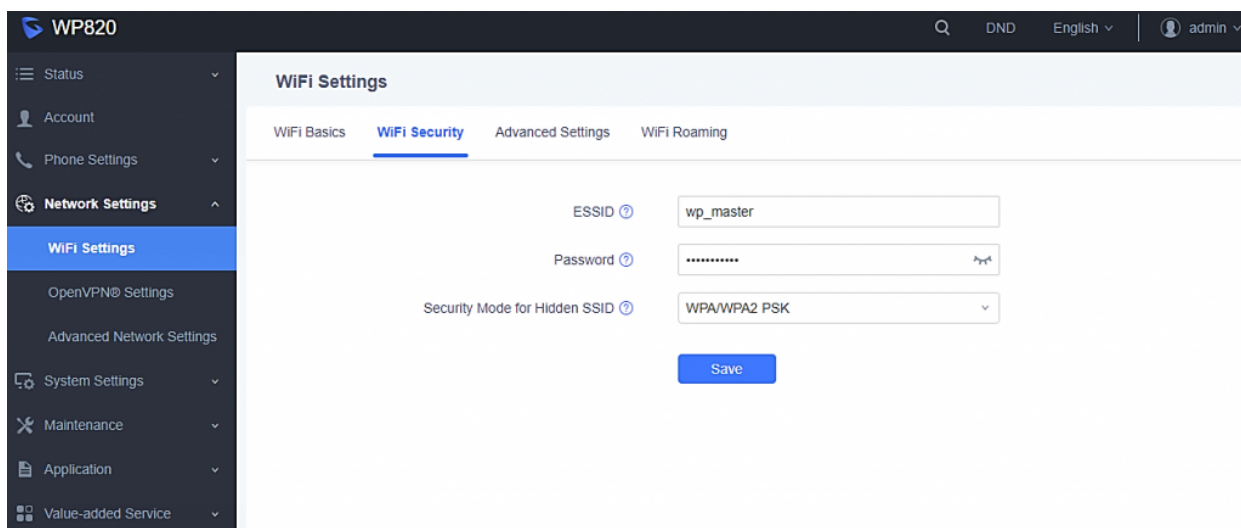 WP820
DND
English
admin
Status
Account
Phone Settings
Network Settings
WiFi Settings
OpenVPN® Settings
Advanced Network Settings
System Settings
Maintenance
Application
Value-added Service
WiFi Settings
WiFi Basics WiFi Security Advanced Settings WiFi Roaming
ESSID wp_master
Password •••••••••••
Security Mode for Hidden SSID WPA/WPA2 PSK
Save